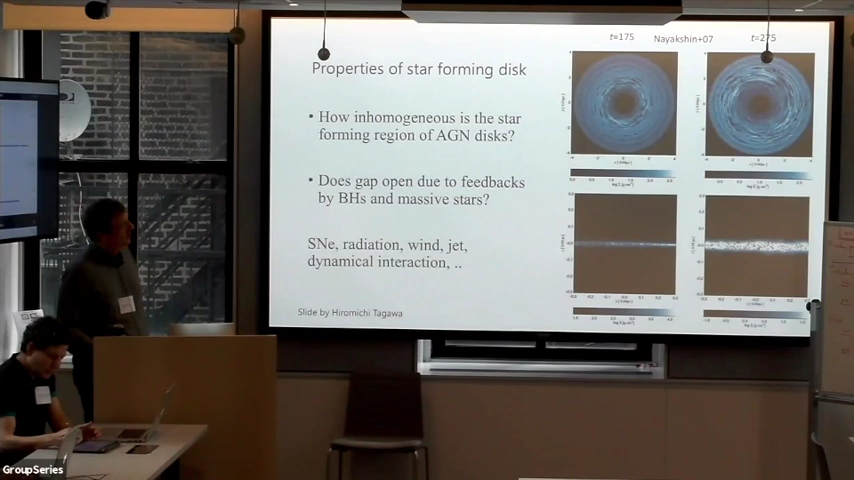 t=175
Nayakshin+07
t=275
Properties of star forming disk
• How inhomogeneous is the star
forming region of AGN disks?
• Does gap open due to feedbacks
by BHs and massive stars?
SNe, radiation, wind, jet,
dynamical interaction, ..
Slide by Hiromichi Tagawa
GroupSeries